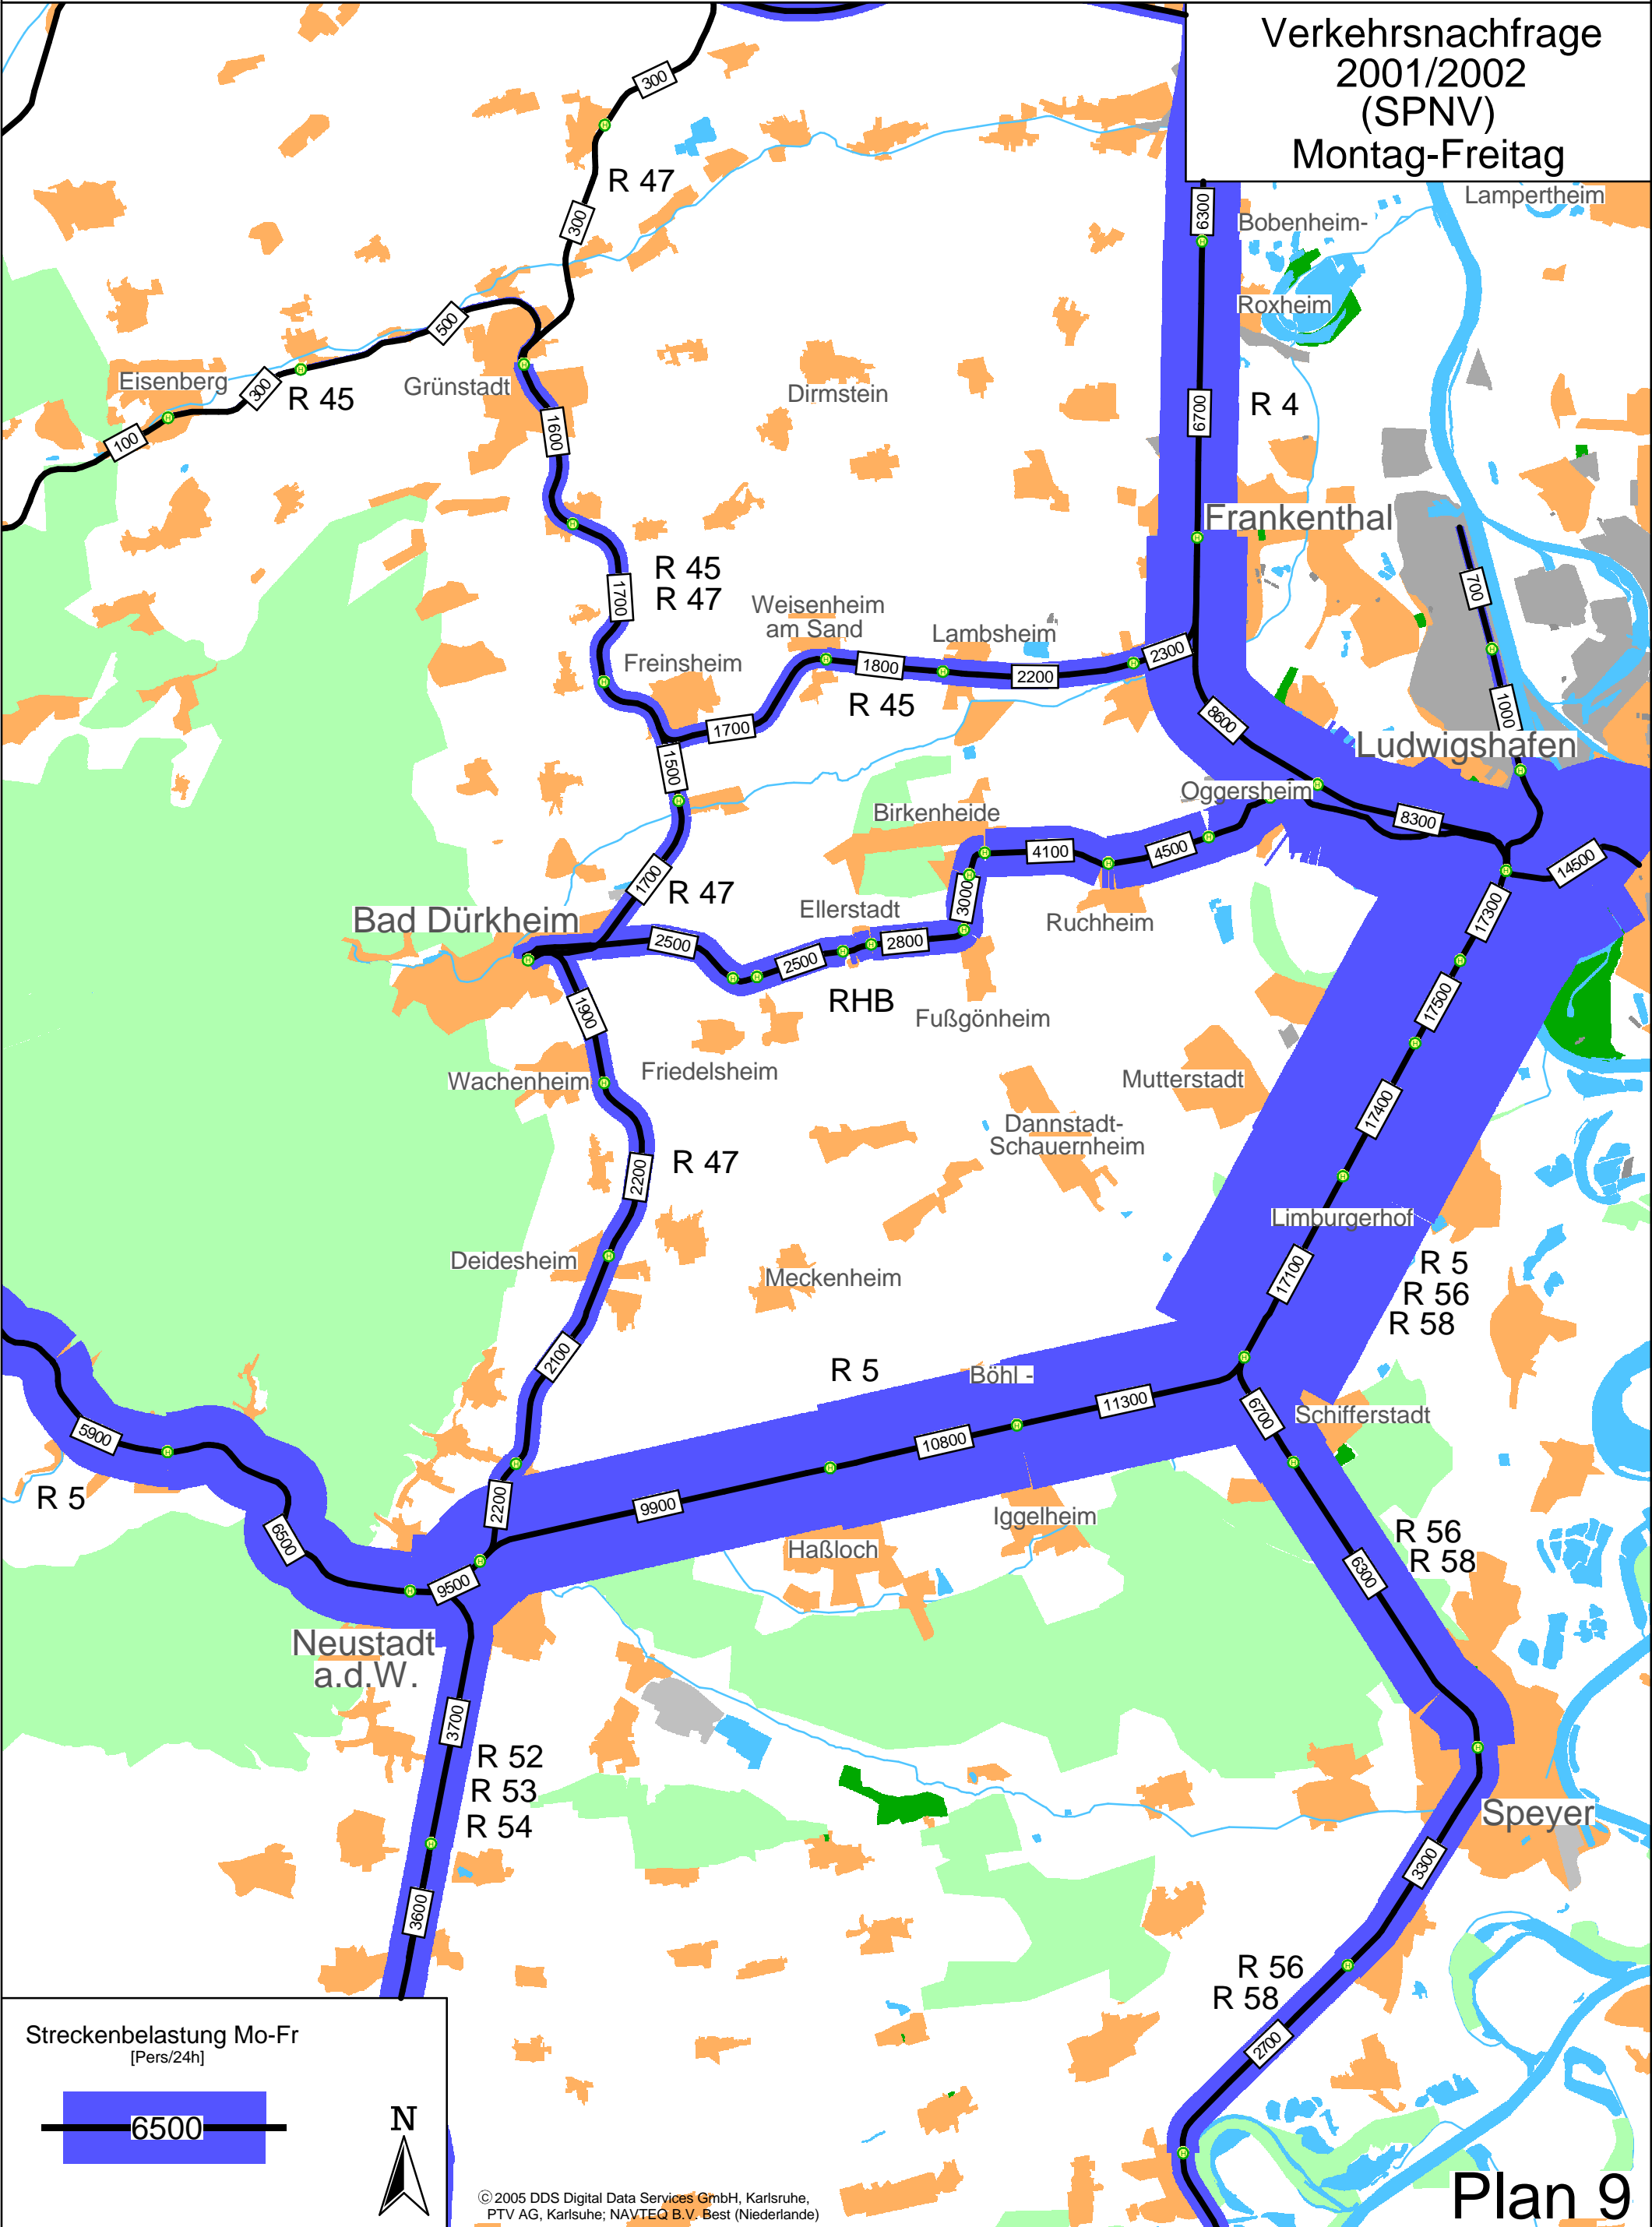 Verkehrsnachfrage
2001/2002
(SPNV)
Montag-Freitag
Lampertheim
300
R 47
6300
Bobenheim-
300
Roxheim
500
Eisenberg
300
R 45
Grünstadt
Dirmstein
6700
R 4
100
1600
Frankenthal
R 45
R 47
1700
700
Weisenheim
am Sand
Lambsheim
2300
Freinsheim
1800
2200
R 45
1000
1700
8600
Ludwigshafen
1500
Oggersheim
Birkenheide
8300
4100
4500
14500
1700
R 47
3000
Bad Dürkheim
Ellerstadt
Ruchheim
17300
2500
2800
2500
RHB
17500
1900
Fußgönheim
Wachenheim
Friedelsheim
Mutterstadt
17400
Dannstadt-
Schauernheim
2200
R 47
Limburgerhof
Deidesheim
Meckenheim
17100
R 5
R 56
R 58
2100
R 5
Böhl -
11300
6700
Schifferstadt
5900
10800
R 5
2200
9900
Iggelheim
6500
Haßloch
R 56
R 58
6300
9500
Neustadt
a.d.W.
3700
R 52
R 53
R 54
Speyer
3300
3600
R 56
R 58
2700
Streckenbelastung Mo-Fr
[Pers/24h]
6500
N
© 2005 DDS Digital Data Services GmbH, Karlsruhe,
PTV AG, Karlsuhe; NAVTEQ B.V. Best (Niederlande)
Plan 9